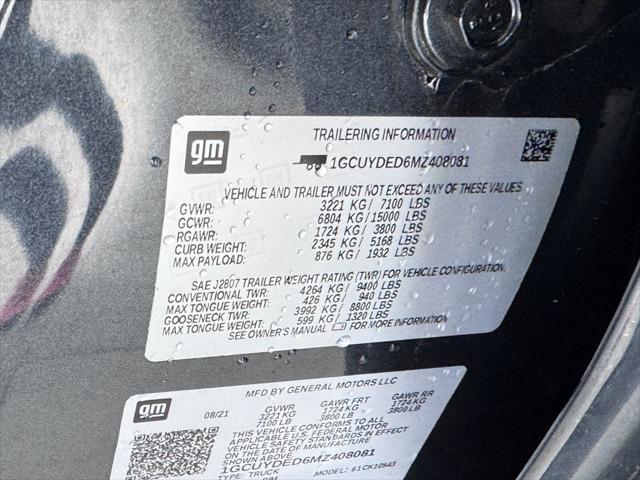 gm
TRAILERING INFORMATION
1GCUYDED6MZ408081
VEHICLE AND TRAILER MUST NOT EXCEED ANY OF THESE VALUES
GVWR: 3221 KG / 7100 LBS
GCWR: 6804 KG / 15000 LBS
RGAWR: 1724 KG / 3800 LBS
CURB WEIGHT: 2345 KG / 5168 LBS
MAX PAYLOAD: 876 KG / 1932 LBS
SAE J2807 TRAILER WEIGHT RATING (TWR) FOR VEHICLE CONFIGURATION.
CONVENTIONAL TWR: 4264 KG / 9400 LBS
MAX TONGUE WEIGHT: 426 KG / 940 LBS
GOOSENECK TWR: 3992 KG / 8800 LBS
MAX TONGUE WEIGHT: 599 KG / 1320 LBS
SEE OWNER'S MANUAL FOR MORE INFORMATION
gm
MFD BY GENERAL MOTORS LLC
08/21 GVWR GAWR FRT GAWR RR
3221 KG 1724 KG 1724 KG
7100 LB 3800 LB 3800 LB
THIS VEHICLE CONFORMS TO ALL
APPLICABLE U.S. FEDERAL MOTOR
VEHICLE SAFETY STANDARDS IN EFFECT
ON THE DATE OF MANUFACTURE SHOWN ABOVE.
1GCUYDED6MZ408081
TYPE: TRUCK MODEL: 61CK10543